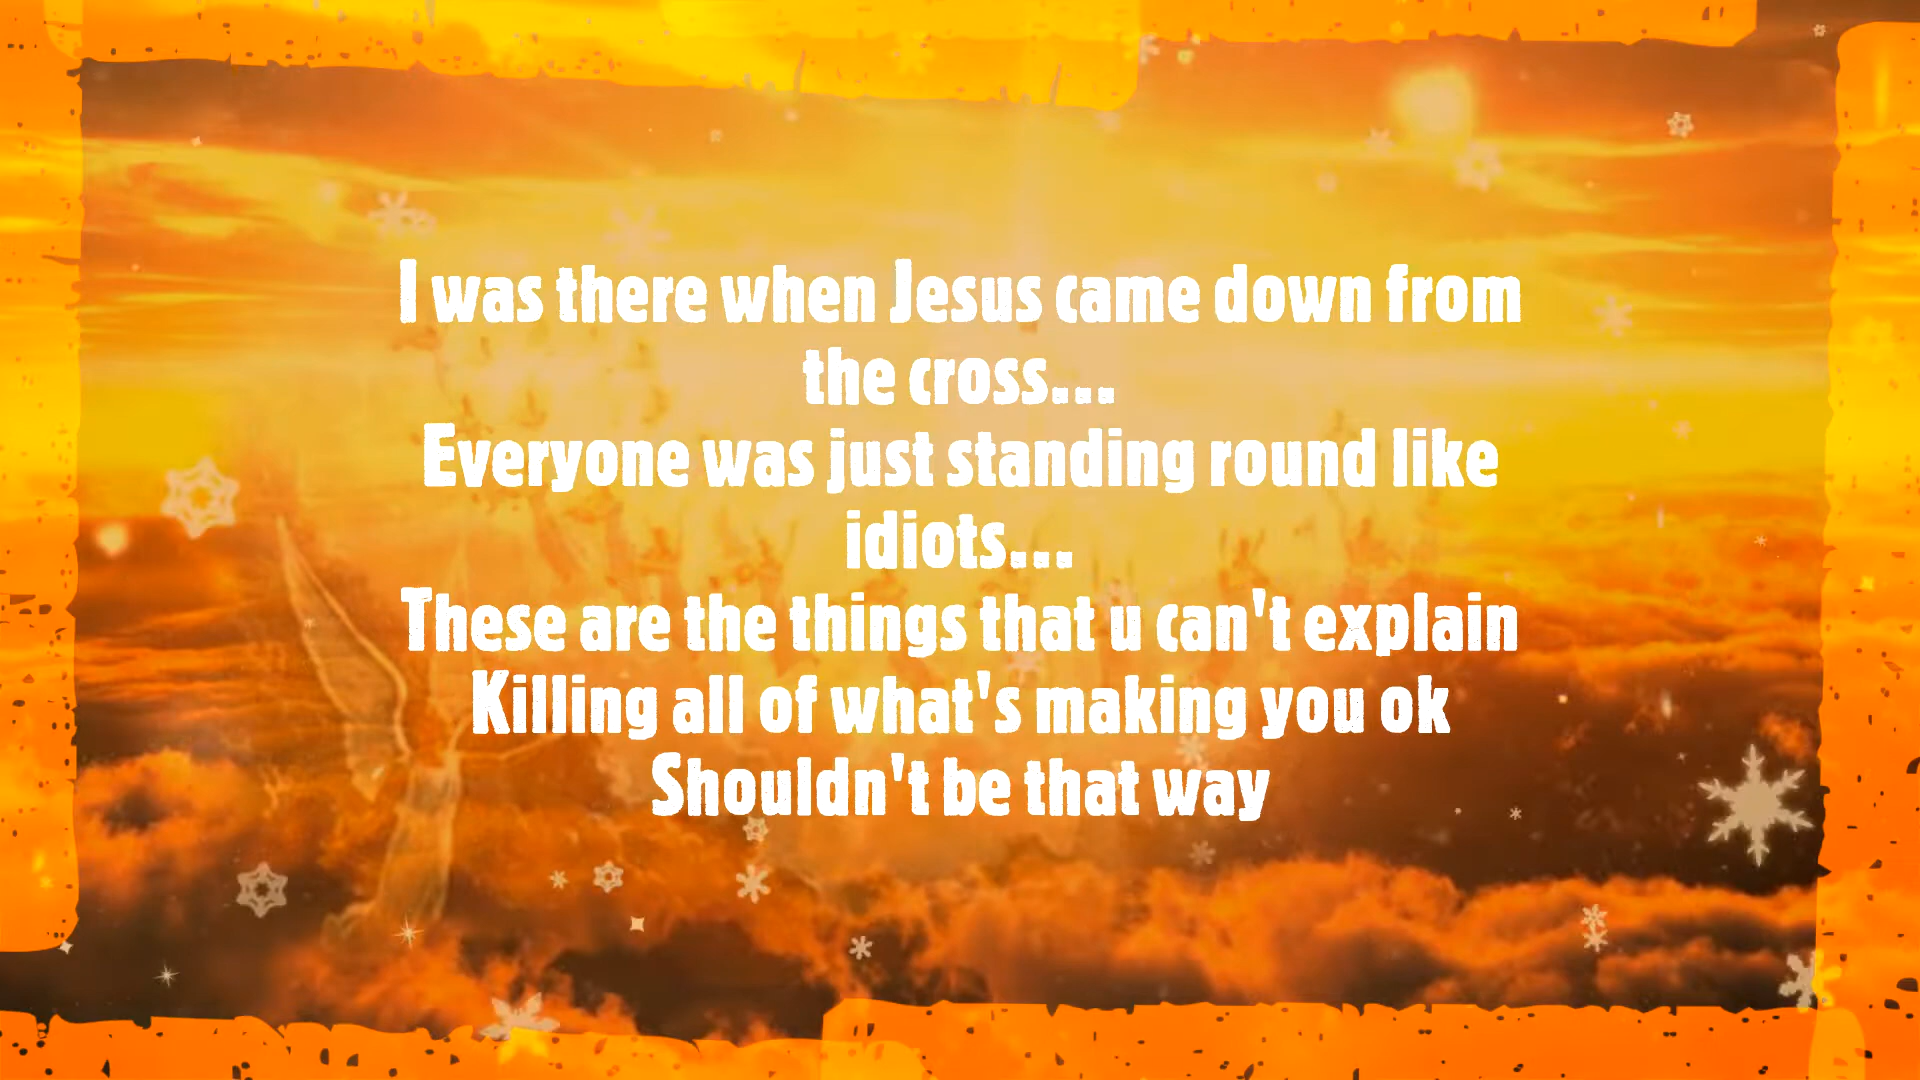 I was there when Jesus came down from
the cross...
Everyone was just standing round like
idiots...
These are the things that u can't explain
Killing all of what's making you ok
Shouldn't be that way